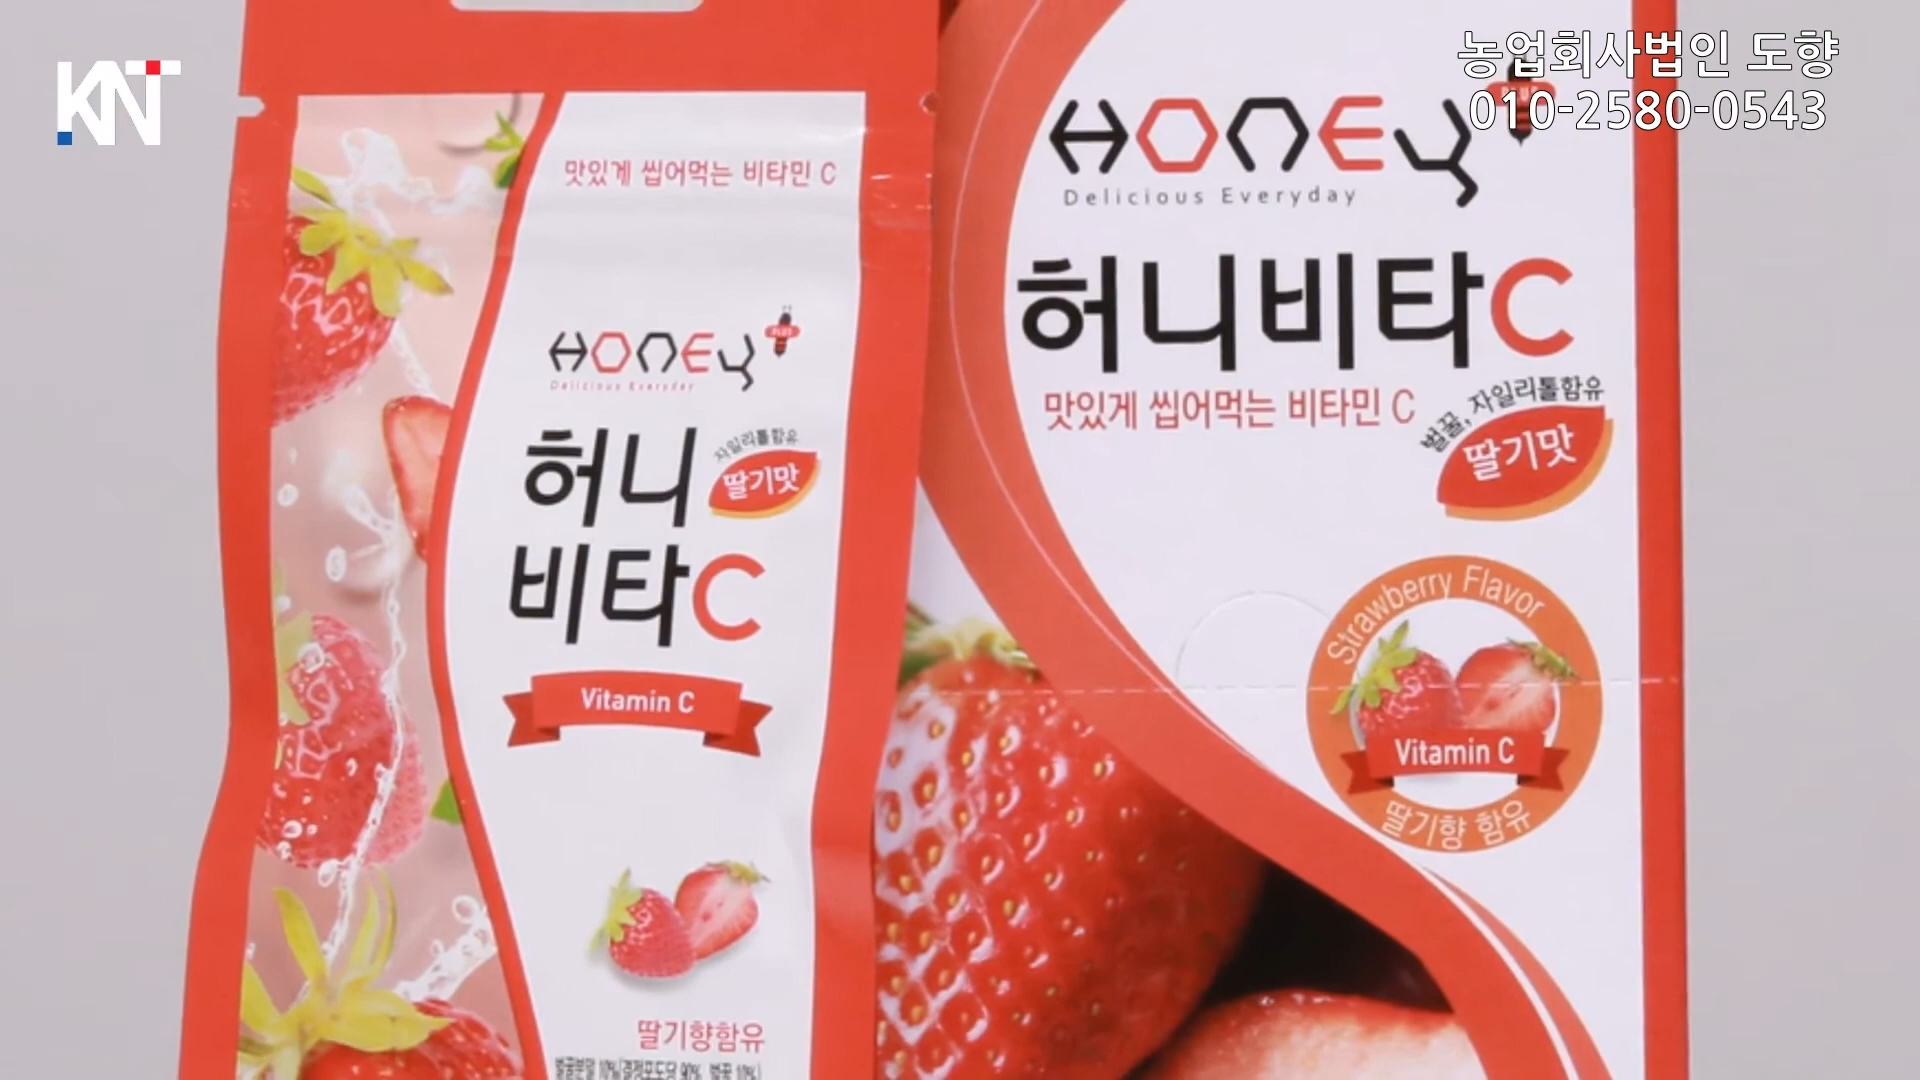 KNT
농업회사법인 도향
010-2580-0543
맛있게 씹어먹는 비타민 C
HONEY
PLUS
Delicious Everyday
허니
자일리톨함유
딸기맛
비타C
Vitamin C
딸기향함유
HONEY
Delicious Everyday
허니비타C
맛있게 씹어먹는 비타민 C
벌꿀, 자일리톨함유
딸기맛
Strawberry Flavor
Vitamin C
딸기향 함유